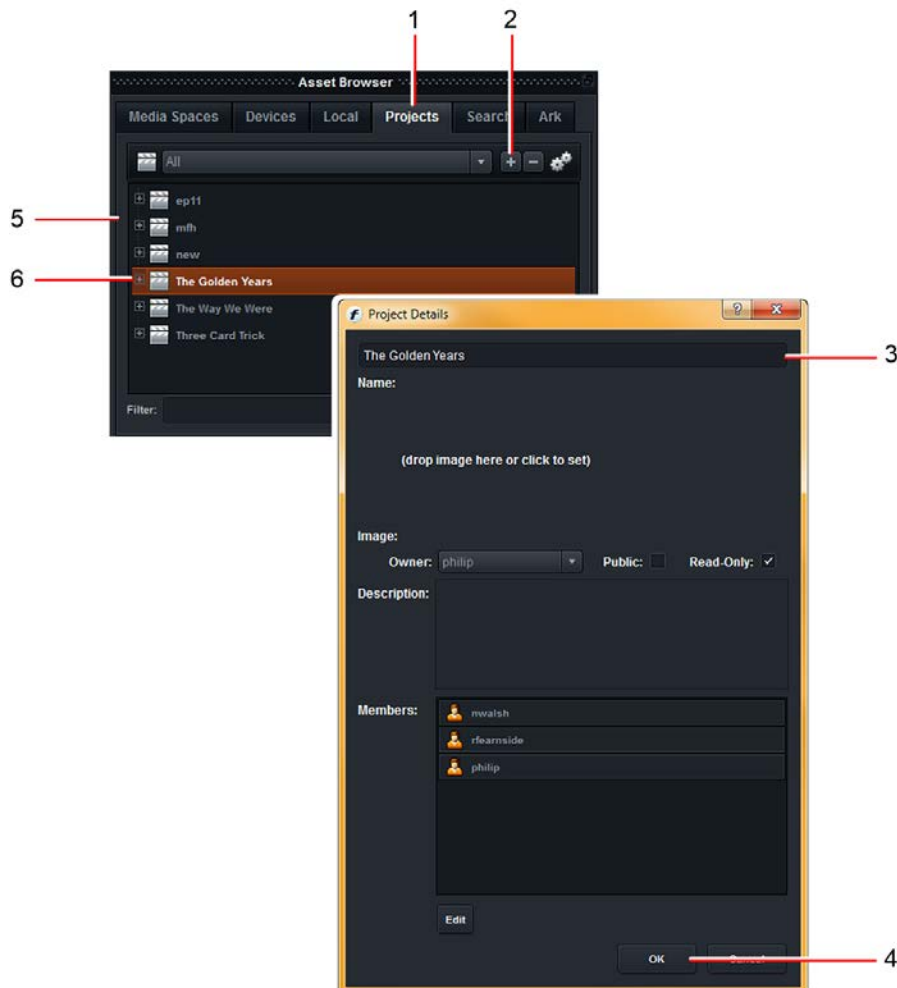 1
2
Asset Browser
Media Spaces Devices Local Projects Search Ark
All
5
ep11
mfh
new
6
The Golden Years
The Way We Were
Three Card Trick
Filter:
Project Details
The Golden Years
3
Name:
(drop image here or click to set)
Image:
Owner: philip Public: Read-Only:
Description:
Members:
nwalsh
rfearnside
philip
Edit
OK Cancel
4